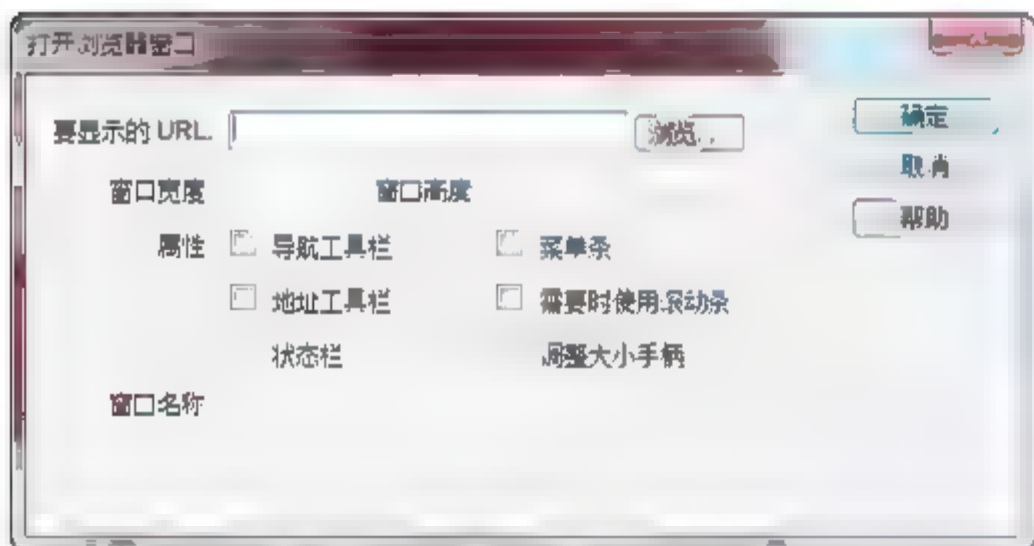 打开浏览器窗口
要显示的 URL: 浏览...
确定
取消
窗口宽度 窗口高度
帮助
属性 导航工具栏 菜单条
地址工具栏 需要时使用滚动条
状态栏 调整大小手柄
窗口名称